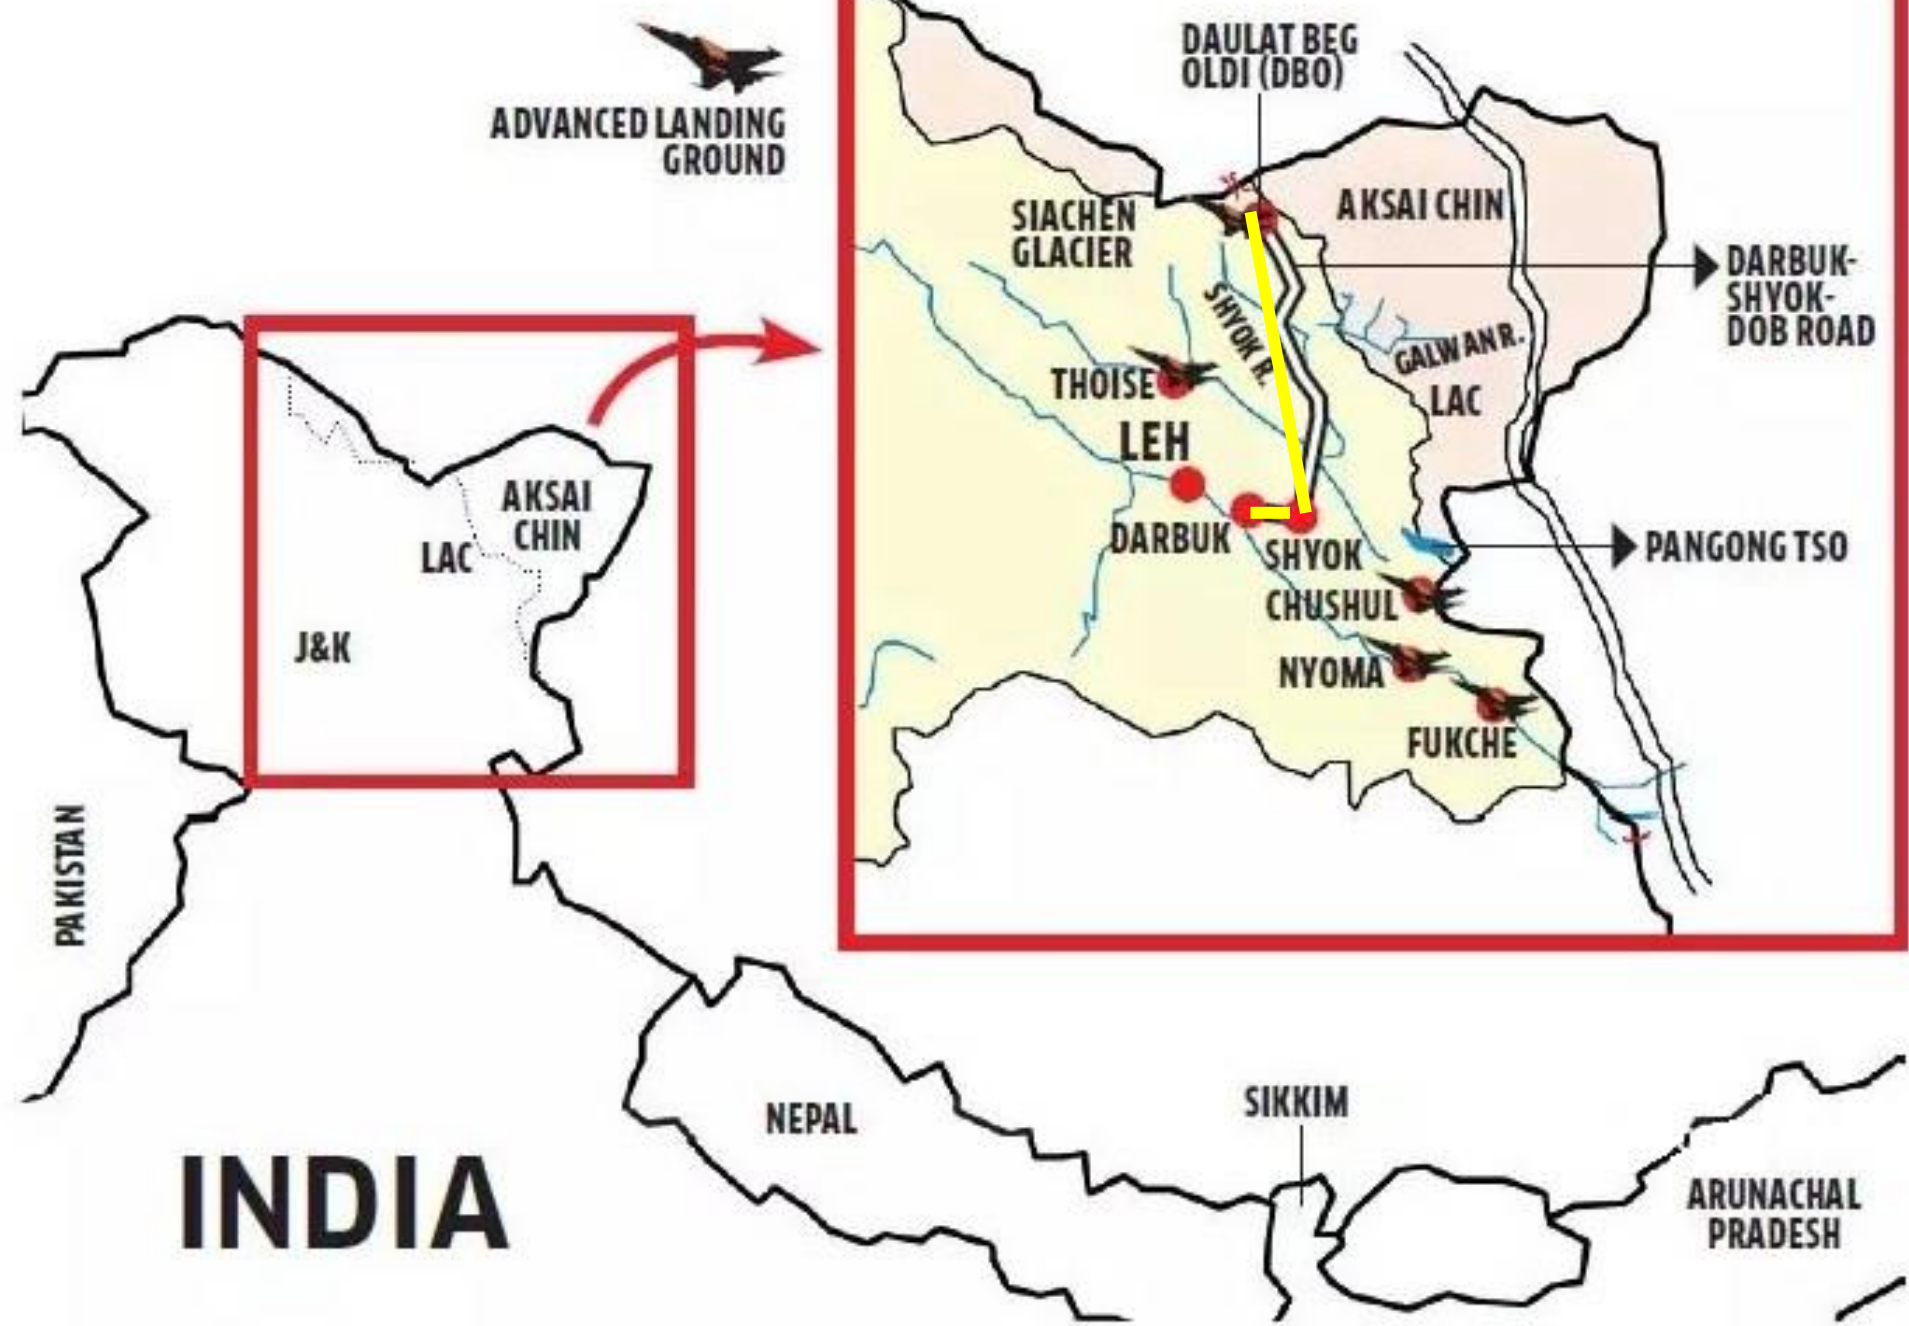 ADVANCED LANDING
GROUND
DAULAT BEG
OLDI (DBO)
SIACHEN
GLACIER
AKSAI CHIN
DARBUK-
SHYOK-
DOB ROAD
SHYOK R.
GALWAN R.
LAC
THOISE
LEH
DARBUK
SHYOK
PANGONG TSO
CHUSHUL
NYOMA
FUKCHE
AKSAI
CHIN
LAC
J&K
PAKISTAN
INDIA
NEPAL
SIKKIM
ARUNACHAL
PRADESH